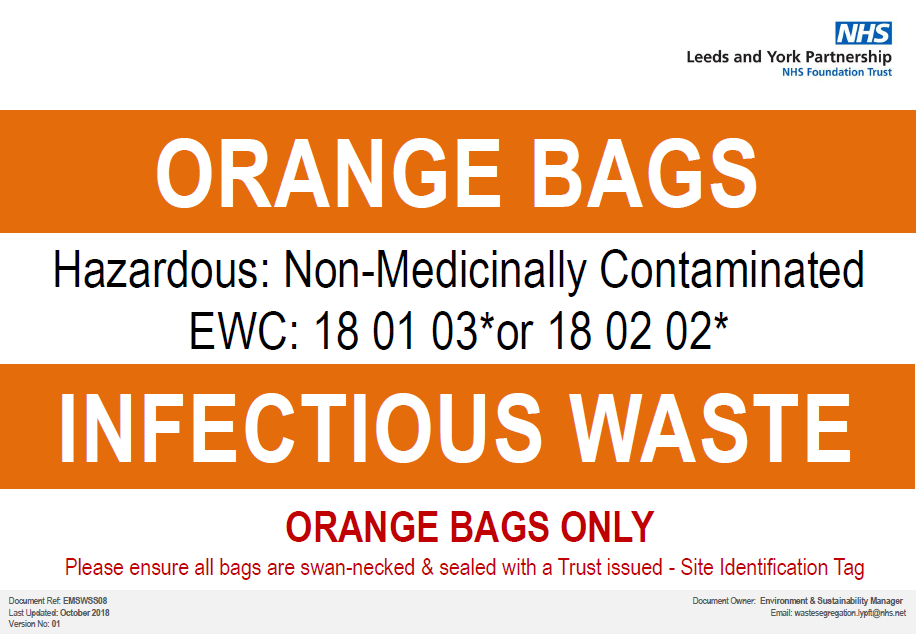 NHS
Leeds and York Partnership
NHS Foundation Trust
ORANGE BAGS
Hazardous: Non-Medicinally Contaminated
EWC: 18 01 03*or 18 02 02*
INFECTIOUS WASTE
ORANGE BAGS ONLY
Please ensure all bags are swan-necked & sealed with a Trust issued - Site Identification Tag
Document Ref: EMSWSS08
Last Updated: October 2018
Version No: 01
Document Owner: Environment & Sustainability Manager
Email: wastesegregation.lypft@nhs.net